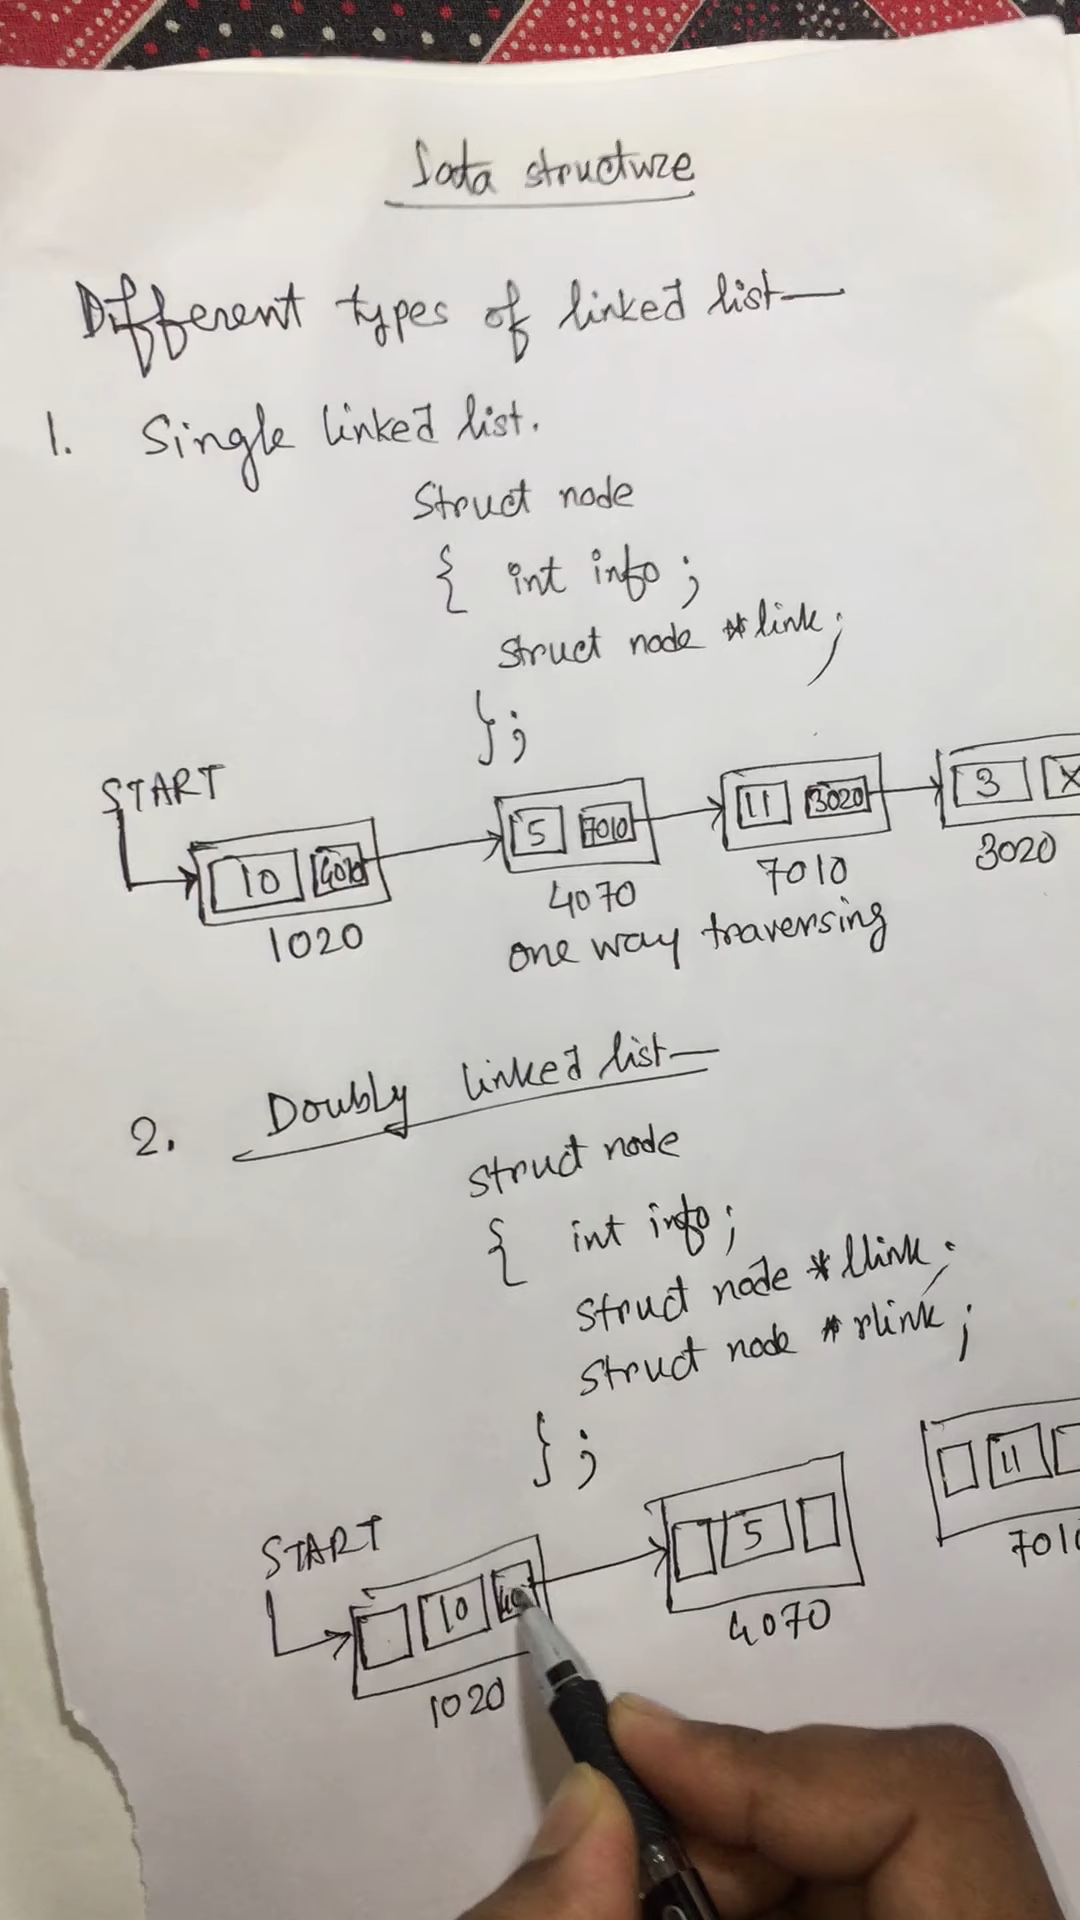 Data structure
Different types of linked list—
1. Single linked list.
Struct node
{ int info;
struct node *link;
};
START
10 5 7010 11 3020 3 X
1020 4070 7010 3020
one way traversing
2. Doubly linked list—
struct node
{ int info;
struct node *llink;
struct node *rlink;
};
START
10 5 11
1020 4070